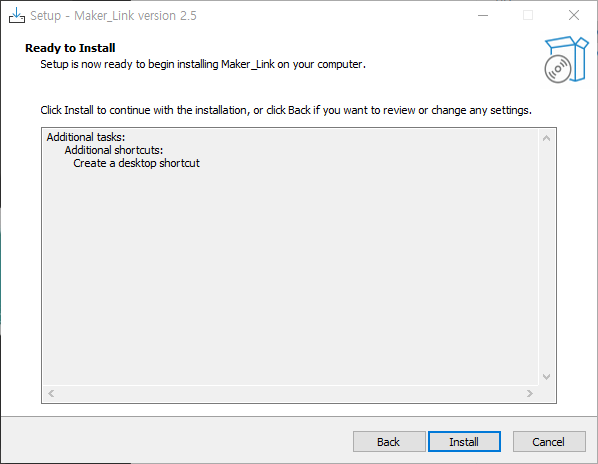 Setup - Maker_Link version 2.5
Ready to Install
Setup is now ready to begin installing Maker_Link on your computer.
Click Install to continue with the installation, or click Back if you want to review or change any settings.
Additional tasks:
Additional shortcuts:
Create a desktop shortcut
Back
Install
Cancel